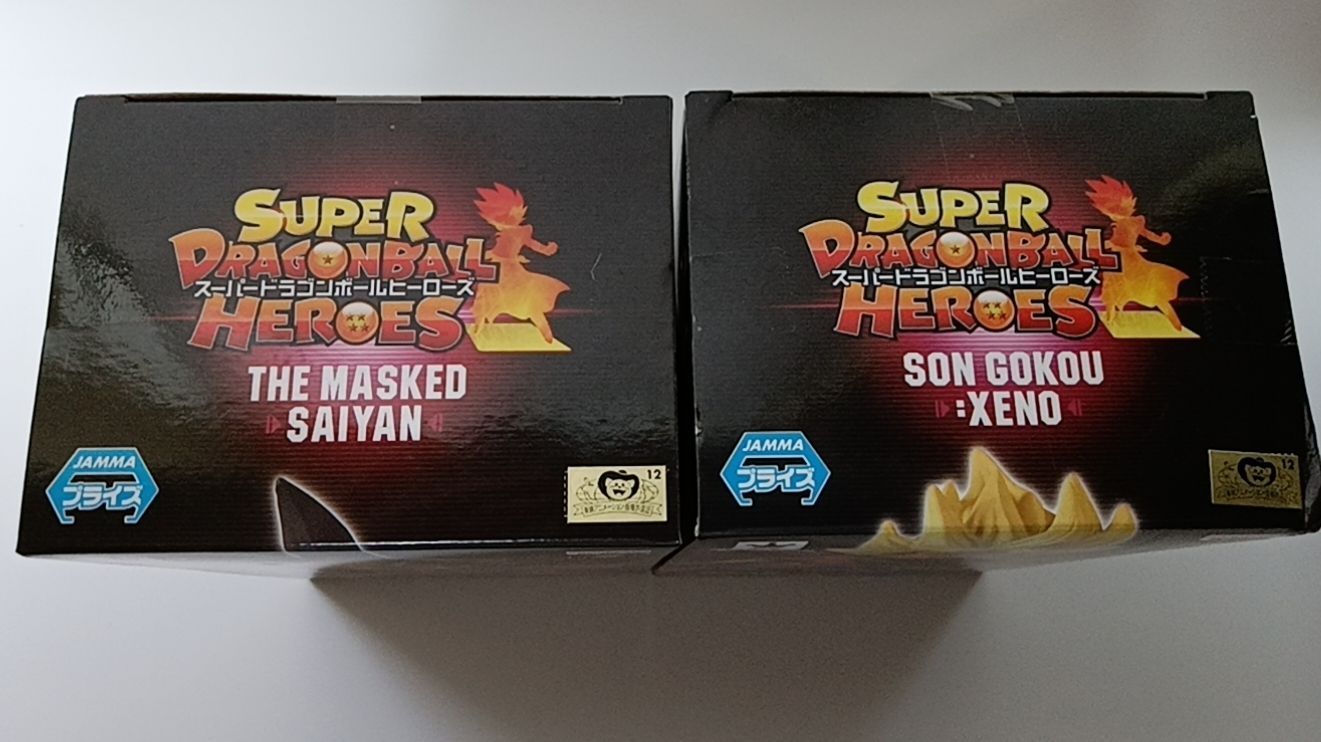 SUPER
DRAGONBALL
スーパードラゴンボールヒーローズ
HEROES
THE MASKED
SAIYAN
JAMMA
プライズ
12
SUPER
DRAGONBALL
スーパードラゴンボールヒーローズ
HEROES
SON GOKOU
:XENO
JAMMA
プライズ
12